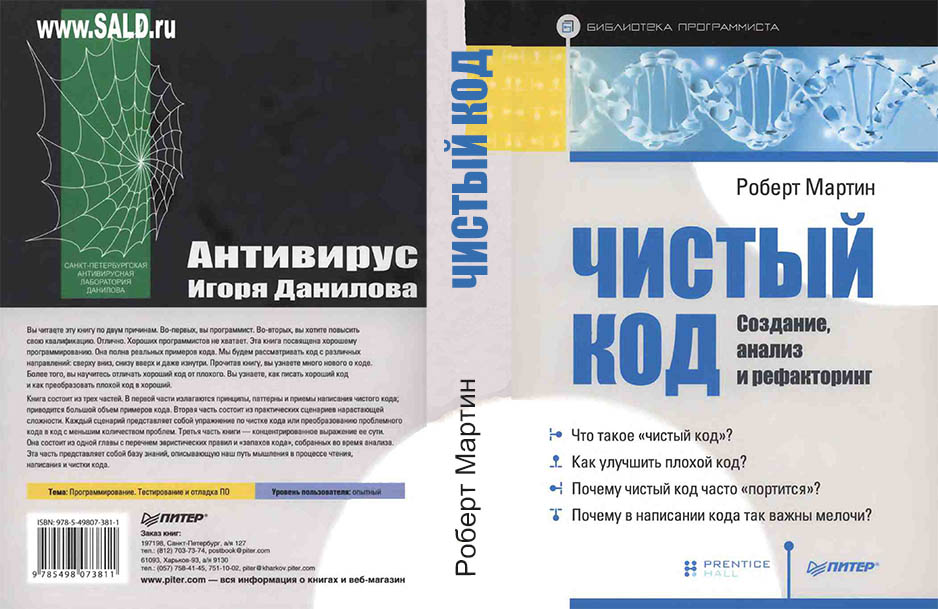 www.SALD.ru
САНКТ-ПЕТЕРБУРГСКАЯ
АНТИВИРУСНАЯ
ЛАБОРАТОРИЯ
ДАНИЛОВА
Антивирус
Игоря Данилова
Вы читаете эту книгу по двум причинам. Во-первых, вы программист. Во-вторых, вы хотите повысить
свою квалификацию. Отлично. Хороших программистов не хватает. Эта книга посвящена хорошему
программированию. Она полна реальных примеров кода. Мы будем рассматривать код с различных
направлений: сверху вниз, снизу вверх и даже изнутри. Прочитав книгу, вы узнаете много нового о коде.
Более того, вы научитесь отличать хороший код от плохого. Вы узнаете, как писать хороший код
и как преобразовать плохой код в хороший.
Книга состоит из трех частей. В первой части излагаются принципы, паттерны и приемы написания чистого кода;
приводится большой объем примеров кода. Вторая часть состоит из практических сценариев нарастающей
сложности. Каждый сценарий представляет собой упражнение по чистке кода или преобразованию проблемного
кода в код с меньшим количеством проблем. Третья часть книги — концентрированное выражение ее сути.
Она состоит из одной главы с перечнем эвристических правил и «запахов кода», собранных во время анализа.
Эта часть представляет собой базу знаний, описывающую наш путь мышления в процессе чтения,
написания и чистки кода.
Тема: Программирование. Тестирование и отладка ПО
Уровень пользователя: опытный
ISBN: 978-5-49807-381-1
9 785498 073811
ПИТЕР®
Заказ книг:
197198, Санкт-Петербург, а/я 127
тел.: (812) 703-73-74, postbook@piter.com
61093, Харьков-93, а/я 9130
тел.: (057) 758-41-45, 751-10-02, piter@kharkov.piter.com
www.piter.com — вся информация о книгах и веб-магазин
ЧИСТЫЙ КОД
Роберт Мартин
БИБЛИОТЕКА ПРОГРАММИСТА
Роберт Мартин
ЧИСТЫЙ
КОД
Создание,
анализ
и рефакторинг
Что такое «чистый код»?
Как улучшить плохой код?
Почему чистый код часто «портится»?
Почему в написании кода так важны мелочи?
PRENTICE
HALL
ПИТЕР®